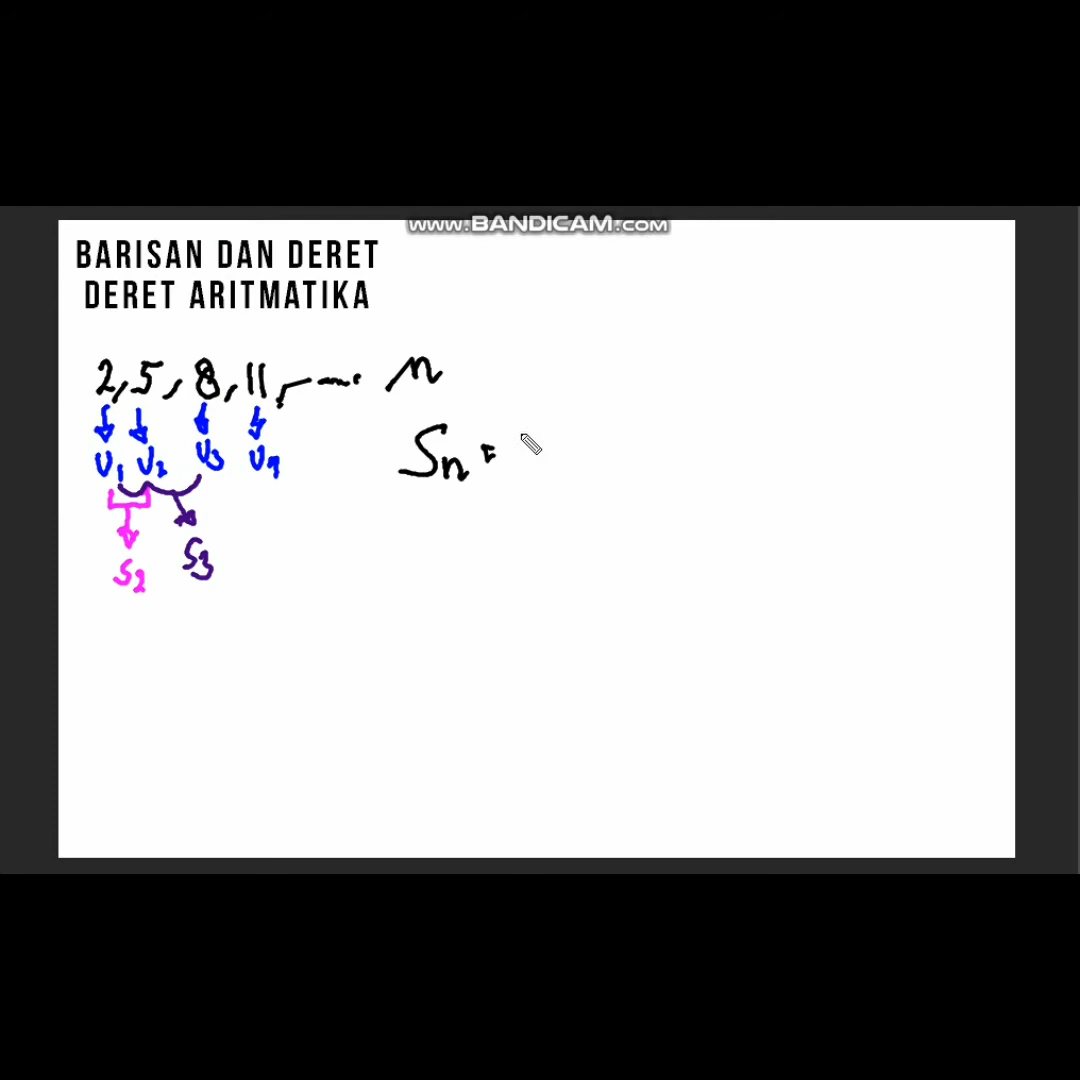 www.BANDICAM.com
BARISAN DAN DERET
DERET ARITMATIKA
2, 5, 8, 11, n
U1 U2 U3 U4
Sn =
S2 S3